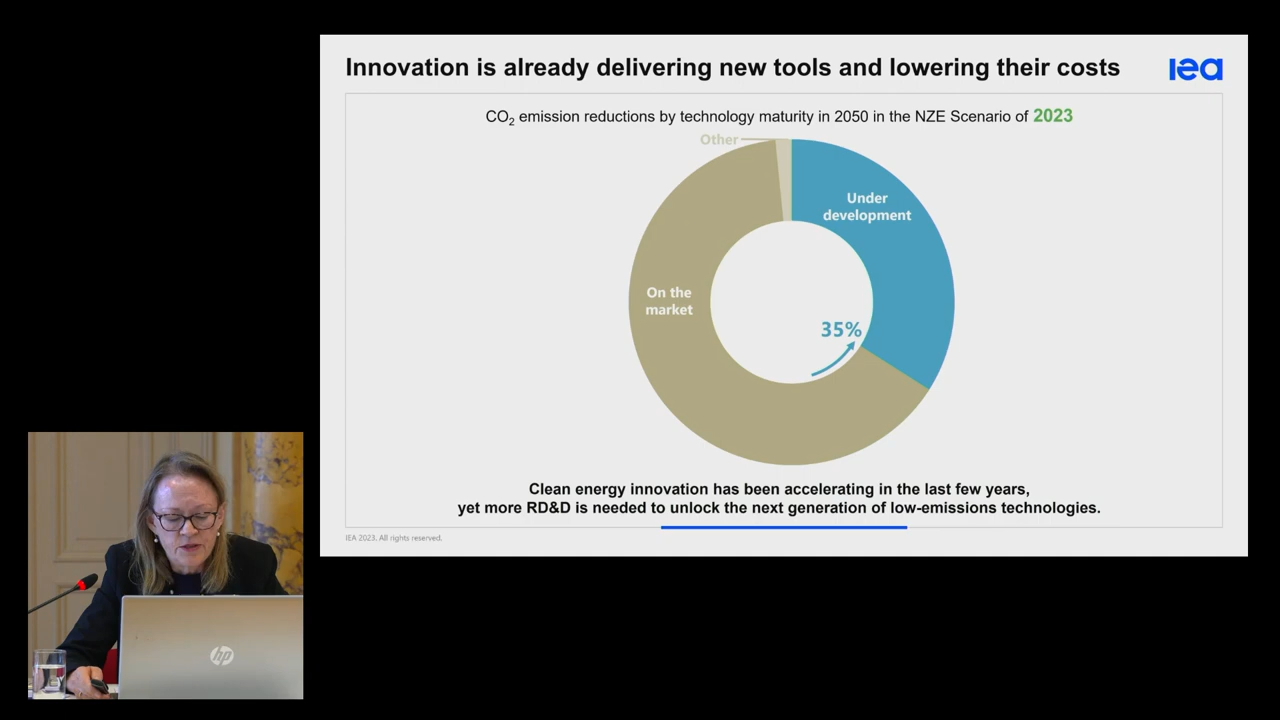 Innovation is already delivering new tools and lowering their costs
iea
CO₂ emission reductions by technology maturity in 2050 in the NZE Scenario of 2023
Other
Under
development
On the
market
35%
Clean energy innovation has been accelerating in the last few years,
yet more RD&D is needed to unlock the next generation of low-emissions technologies.
IEA 2023. All rights reserved.
hp